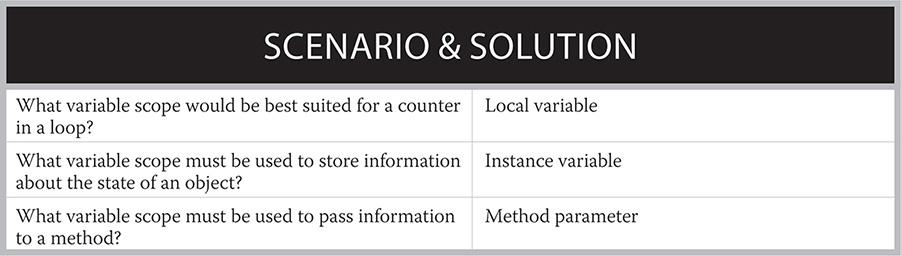 SCENARIO & SOLUTION
What variable scope would be best suited for a counter
in a loop?
Local variable
What variable scope must be used to store information
about the state of an object?
Instance variable
What variable scope must be used to pass information
to a method?
Method parameter